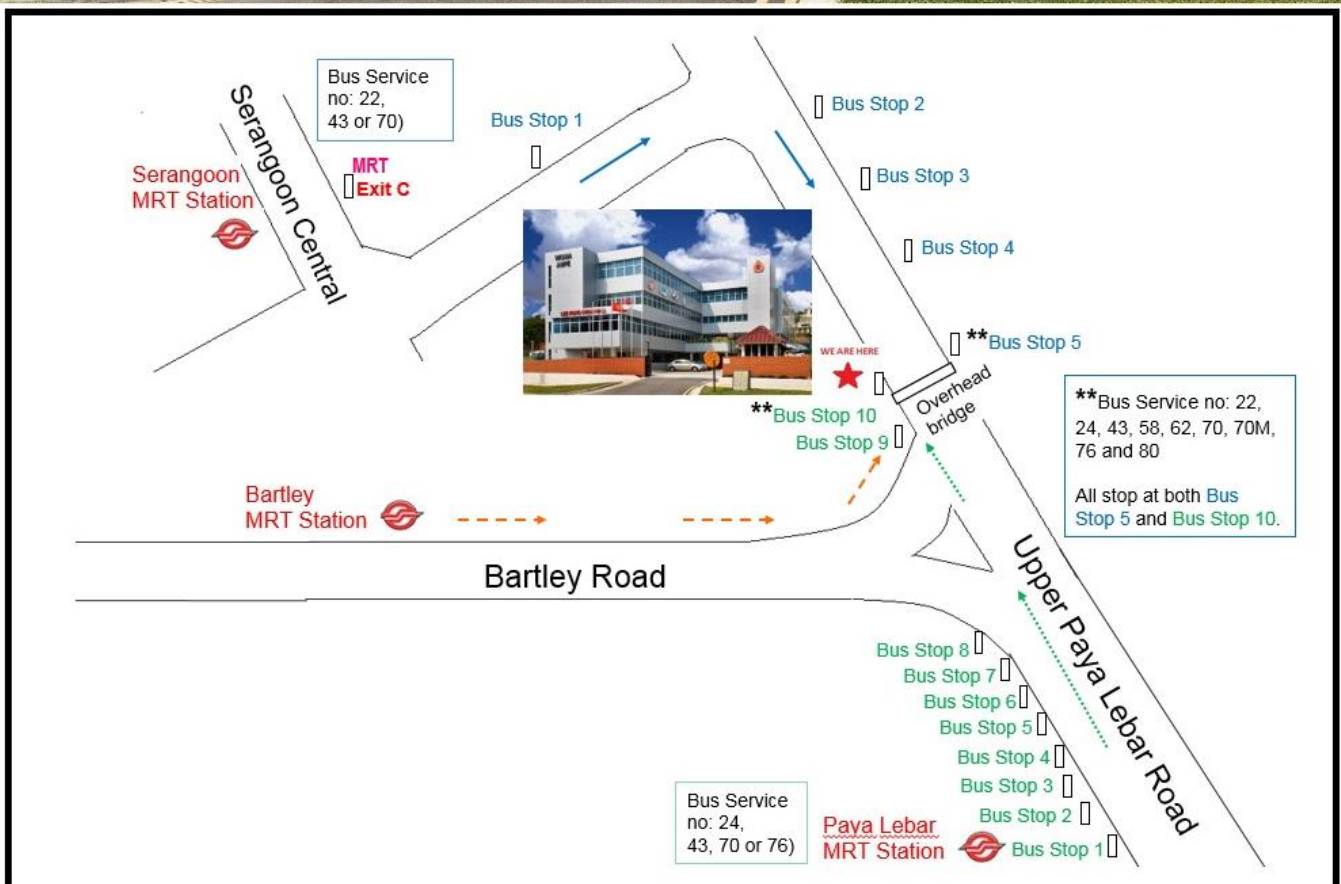 Bus Service
no: 22,
43 or 70)
Serangoon Central
Serangoon
MRT Station
MRT
Exit C
Bus Stop 1
Bus Stop 2
Bus Stop 3
Bus Stop 4
**Bus Stop 5
WE ARE HERE
**Bus Stop 10
Bus Stop 9
Overhead
bridge
**Bus Service no: 22,
24, 43, 58, 62, 70, 70M,
76 and 80
All stop at both Bus
Stop 5 and Bus Stop 10.
Bartley
MRT Station
Bartley Road
Upper Paya Lebar Road
Bus Stop 8
Bus Stop 7
Bus Stop 6
Bus Stop 5
Bus Stop 4
Bus Stop 3
Bus Stop 2
Bus Stop 1
Bus Service
no: 24,
43, 70 or 76)
Paya Lebar
MRT Station